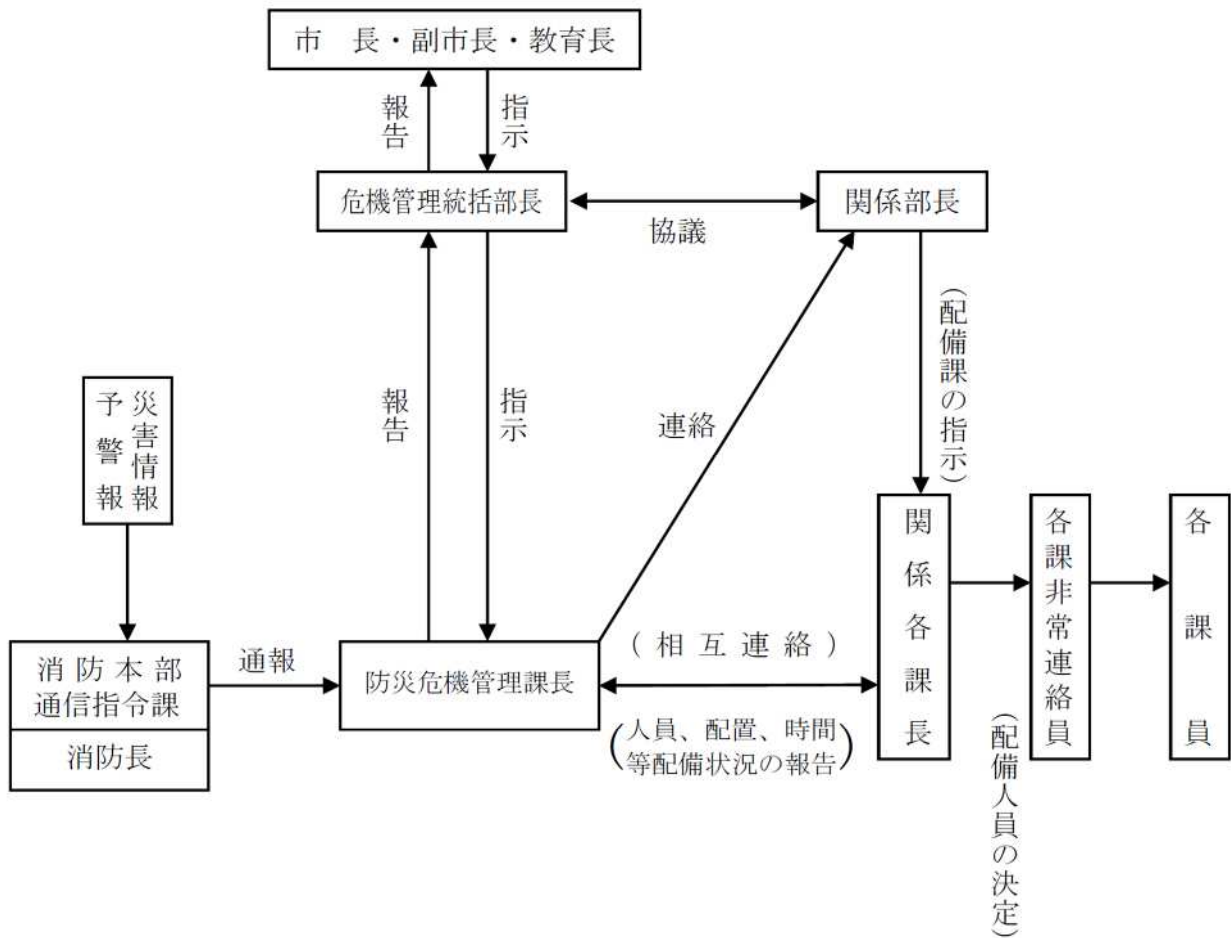 市　長・副市長・教育長
報告
指示
危機管理統括部長
協議
関係部長
(配備課の指示)
災害情報
予警報
報告
指示
連絡
消防本部
通信指令課
消防長
通報
防災危機管理課長
(相互連絡)
(人員、配置、時間
等配備状況の報告)
関係各課長
各課非常連絡員
各課員
(配備人員の決定)